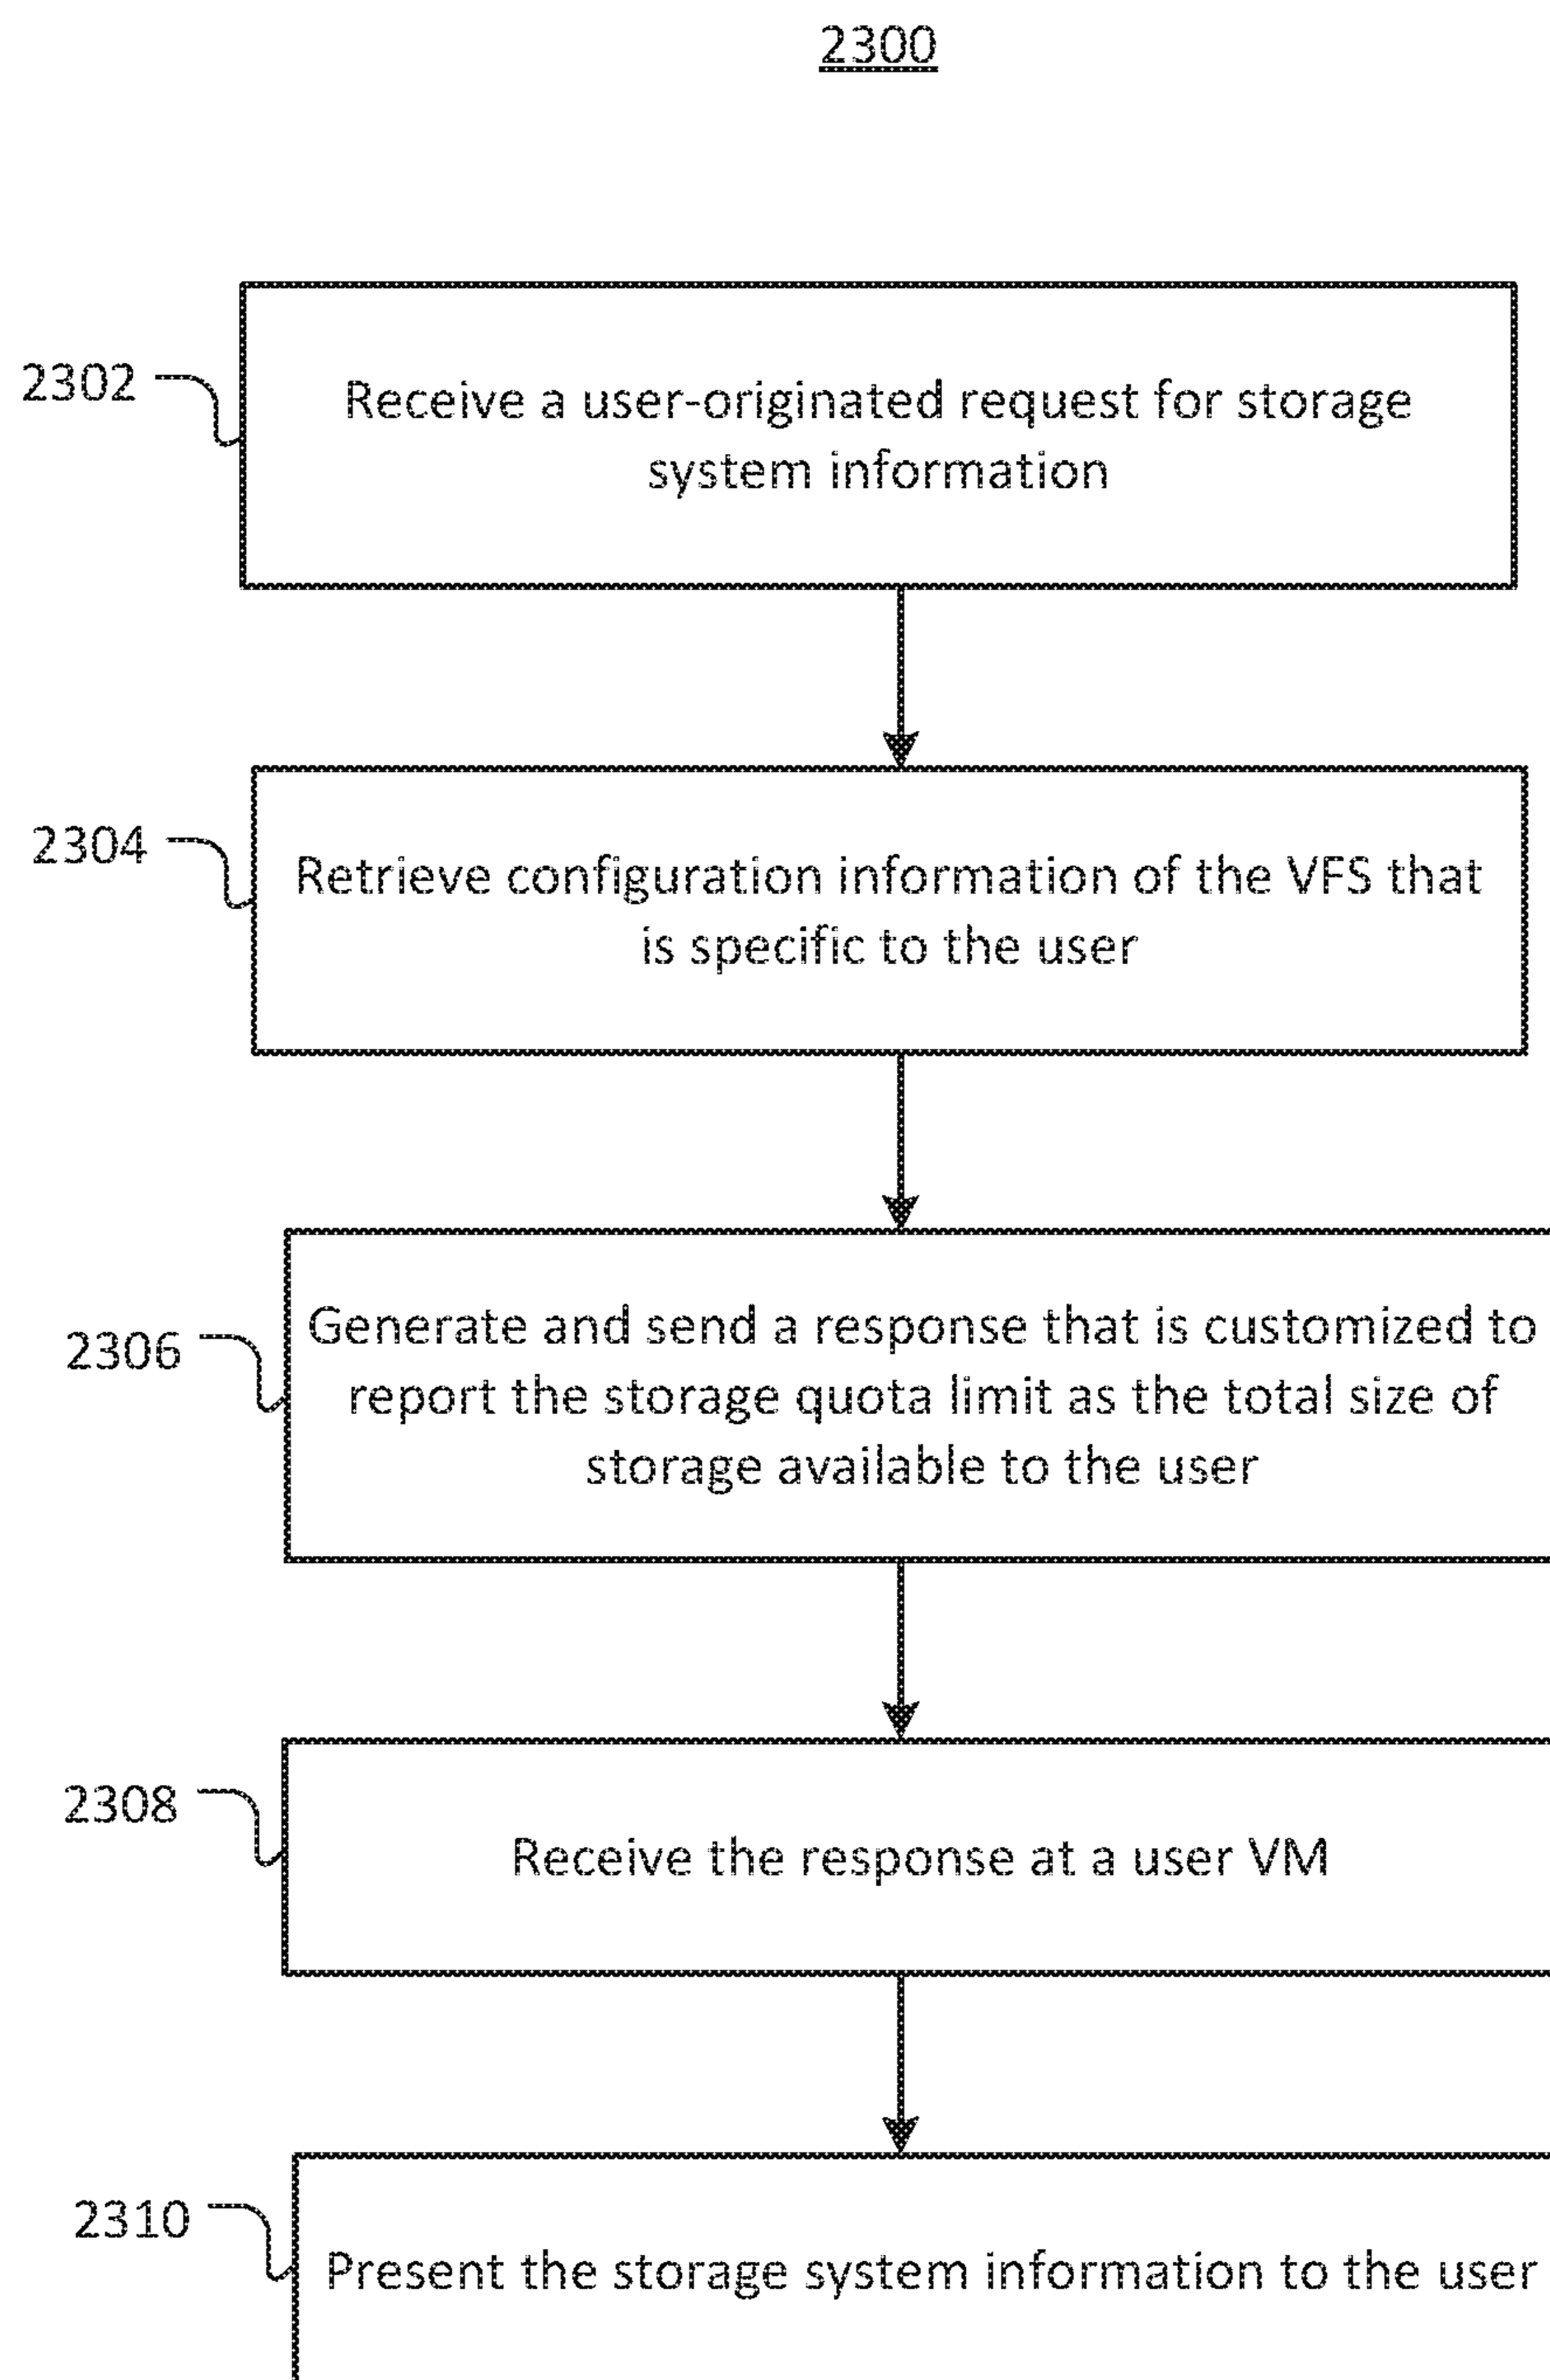 2300
2302
Receive a user-originated request for storage
system information
2304
Retrieve configuration information of the VFS that
is specific to the user
2306
Generate and send a response that is customized to
report the storage quota limit as the total size of
storage available to the user
2308
Receive the response at a user VM
2310
Present the storage system information to the user